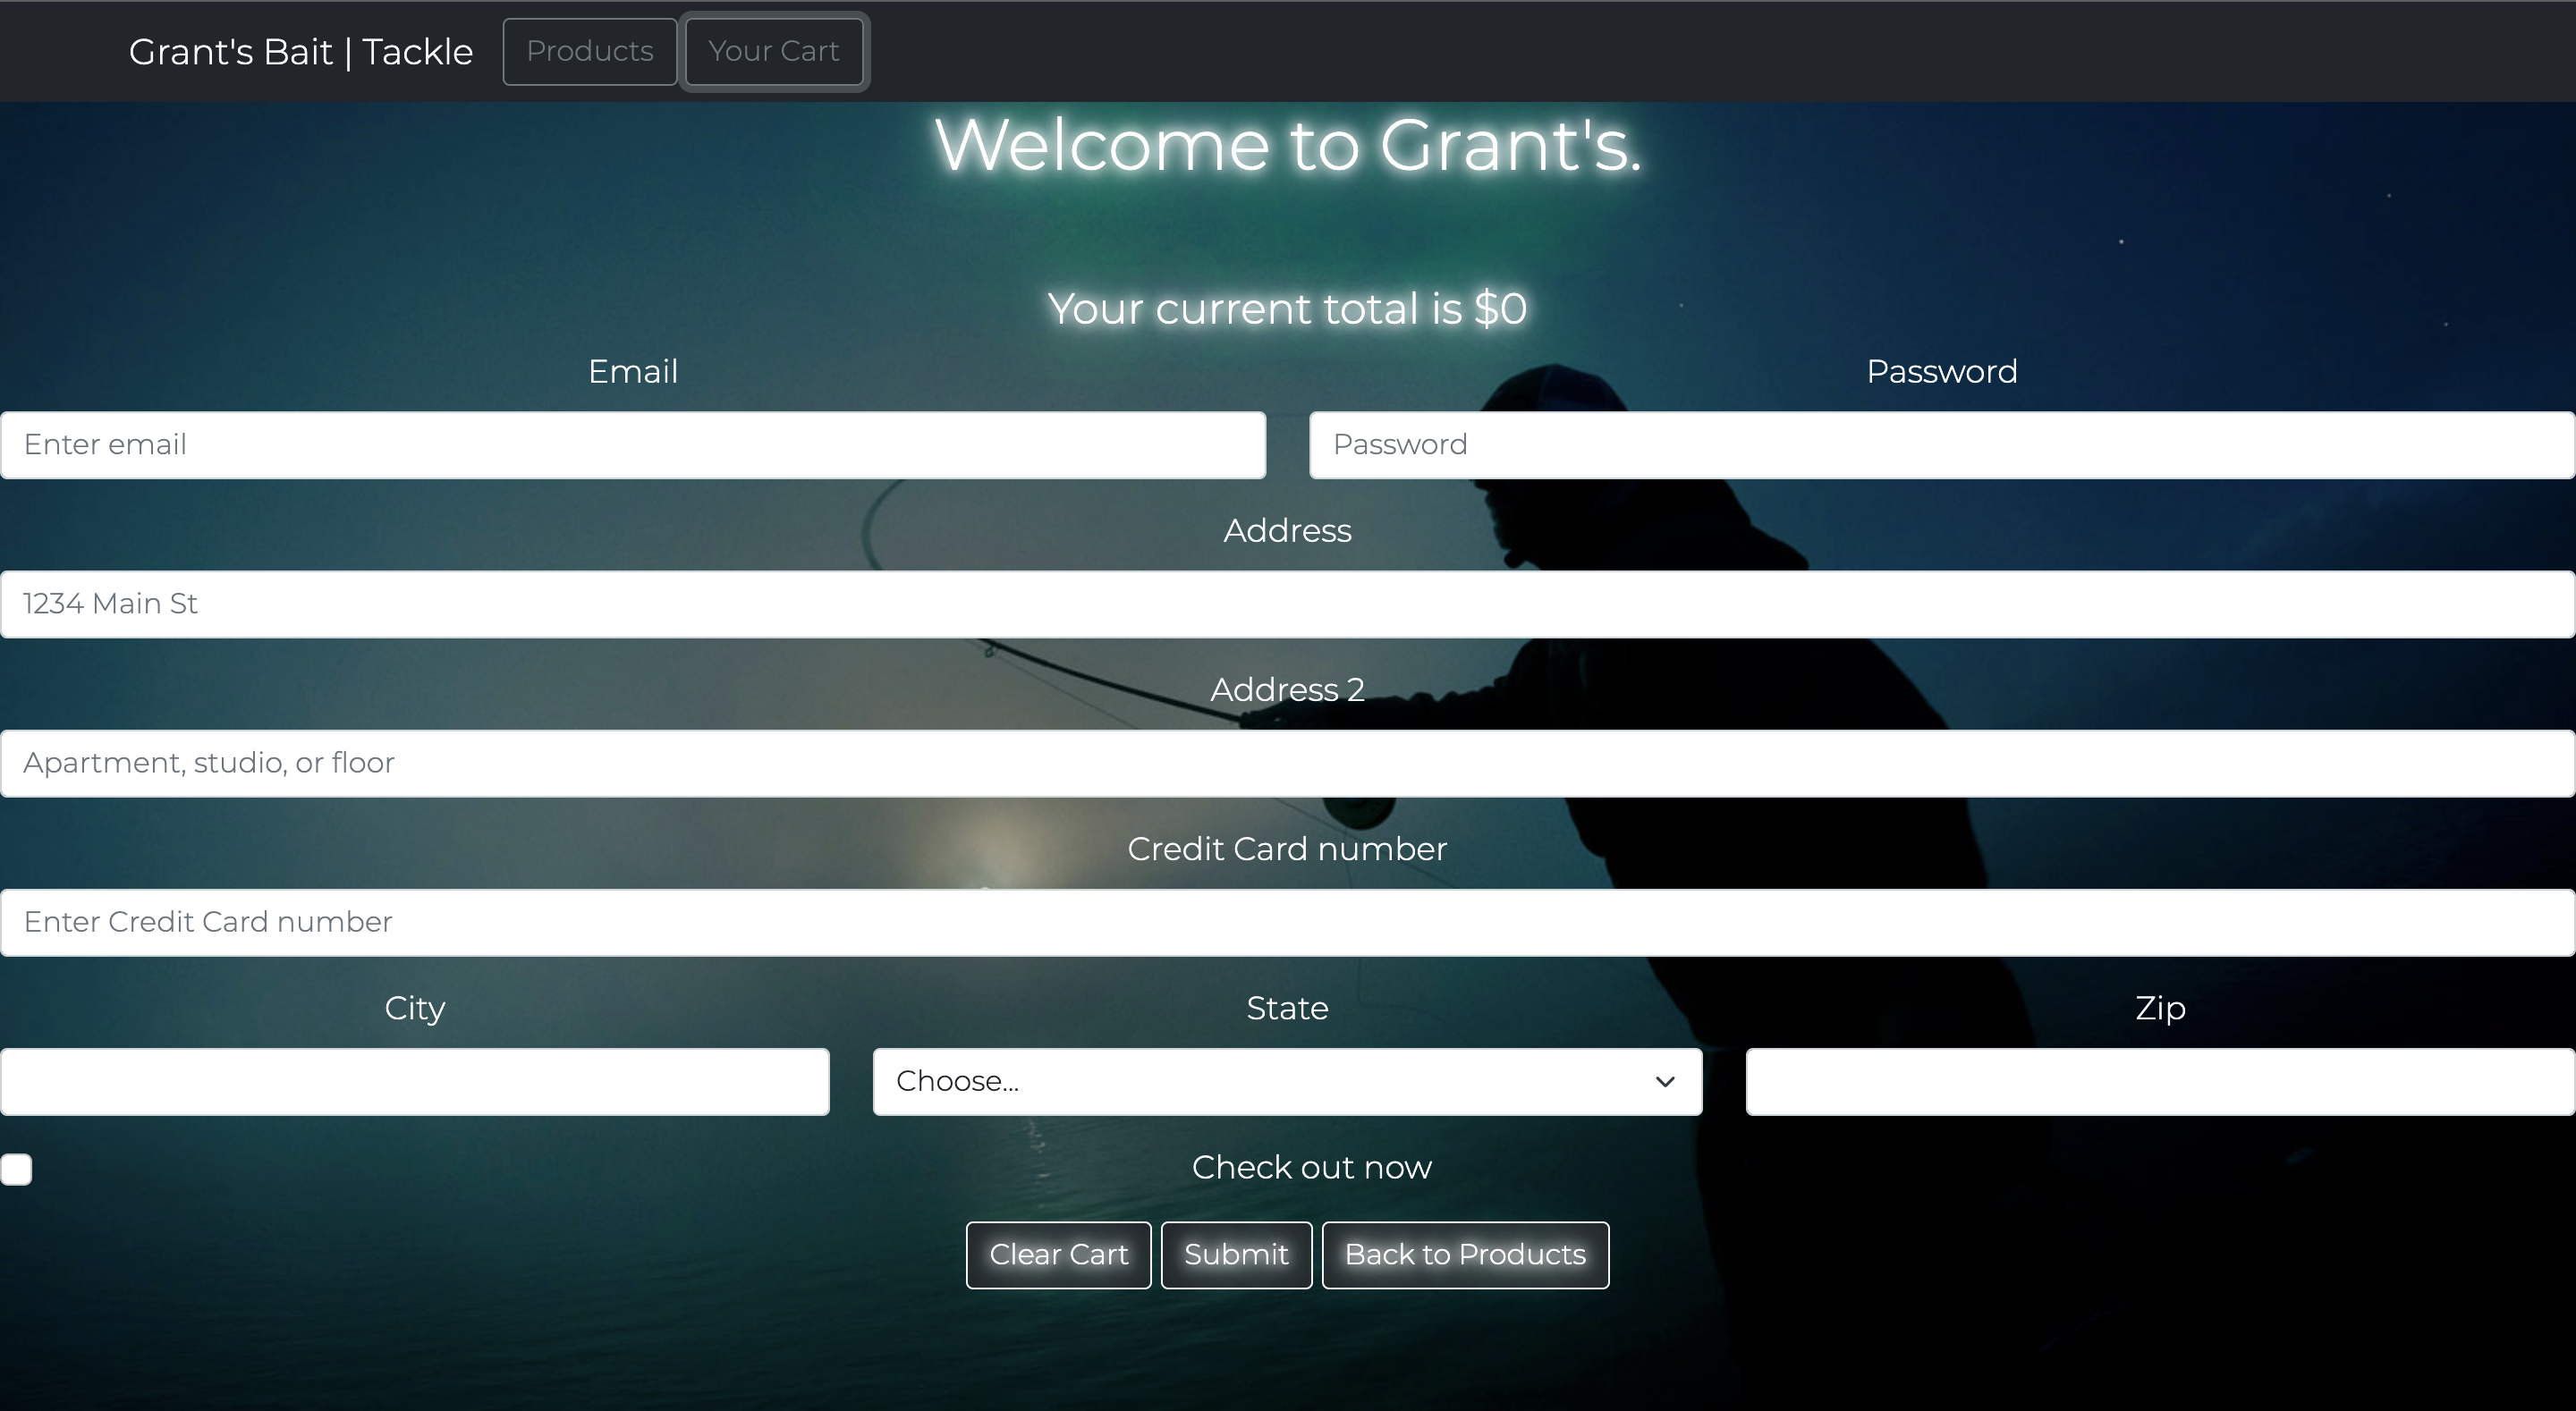 Grant's Bait | Tackle Products Your Cart
Welcome to Grant's.
Your current total is $0
Email Password
Enter email Password
Address
1234 Main St
Address 2
Apartment, studio, or floor
Credit Card number
Enter Credit Card number
City State Zip
Choose...
Check out now
Clear Cart Submit Back to Products